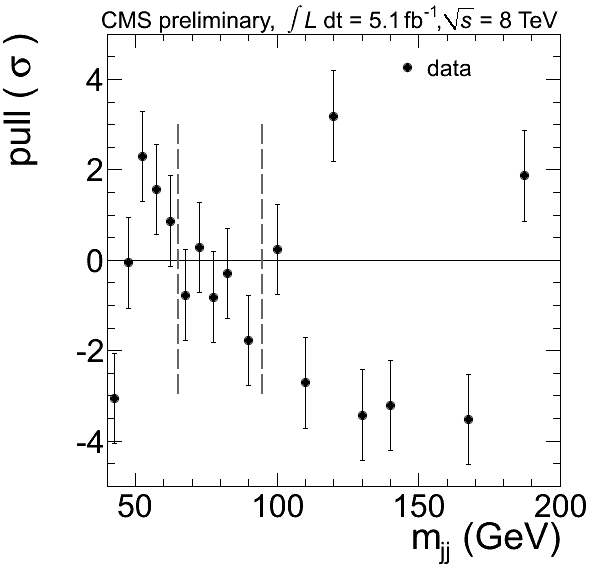 CMS preliminary, ∫ L dt = 5.1 fb⁻¹, √s = 8 TeV
pull ( σ )
data
4
2
0
-2
-4
50 100 150 200
m_jj (GeV)